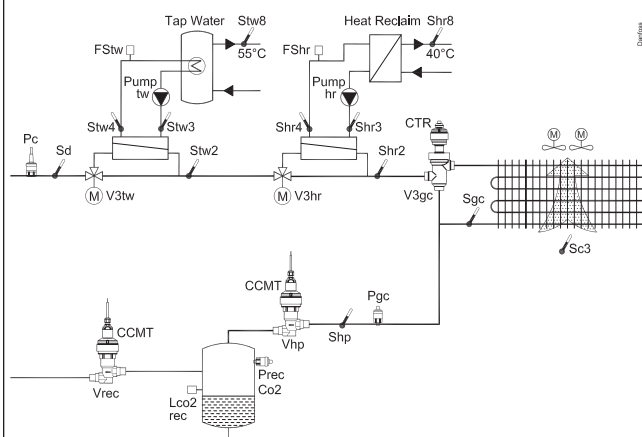 Tap Water
Stw8
Heat Reclaim
Shr8
Danfoss
FStw
55°C
FShr
40°C
Pump
tw
Pump
hr
CTR
M
M
Pc
Sd
Stw4
Stw3
Stw2
Shr4
Shr3
Shr2
M
V3tw
M
V3hr
V3gc
Sgc
Sc3
CCMT
Pgc
CCMT
Vhp
Shp
Vrec
Prec
Co2
Lco2
rec